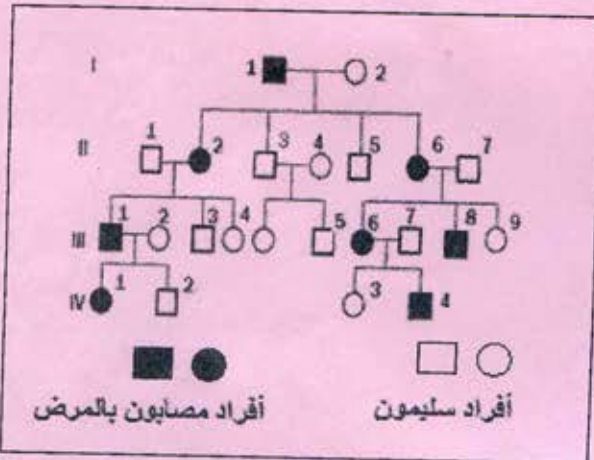 I
1 2
II
1 2 3 4 5 6 7
III
1 2 3 4 5 6 7 8 9
IV
1 2 3 4
أفراد سليمون
أفراد مصابون بالمرض